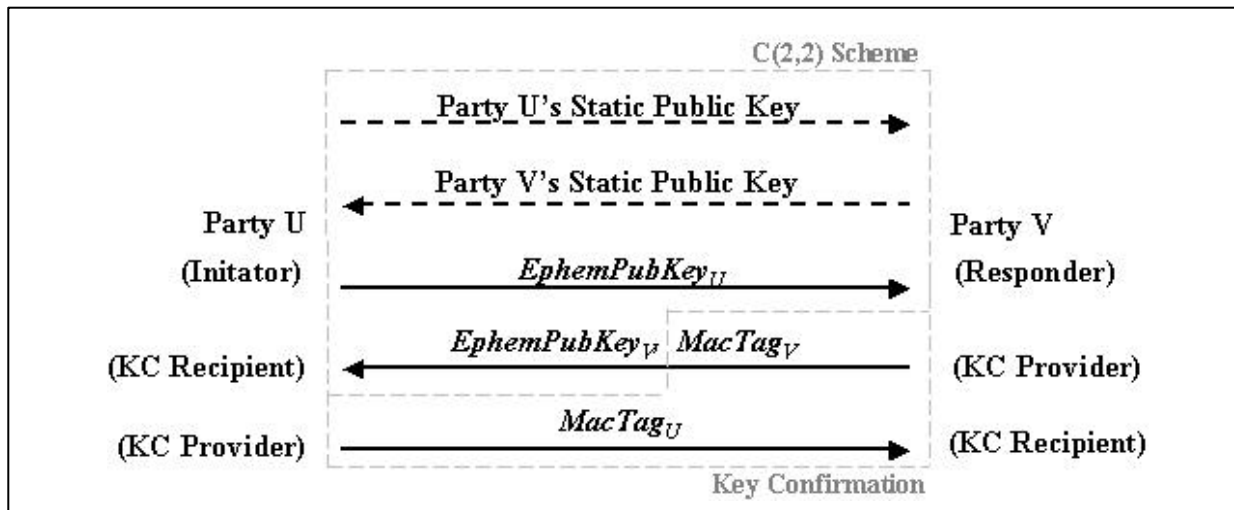 C(2,2) Scheme
Party U's Static Public Key
Party V's Static Public Key
Party U
(Initator)
Party V
(Responder)
EphemPubKeyU
(KC Recipient)
EphemPubKeyV, MacTagV
(KC Provider)
(KC Provider)
MacTagU
(KC Recipient)
Key Confirmation